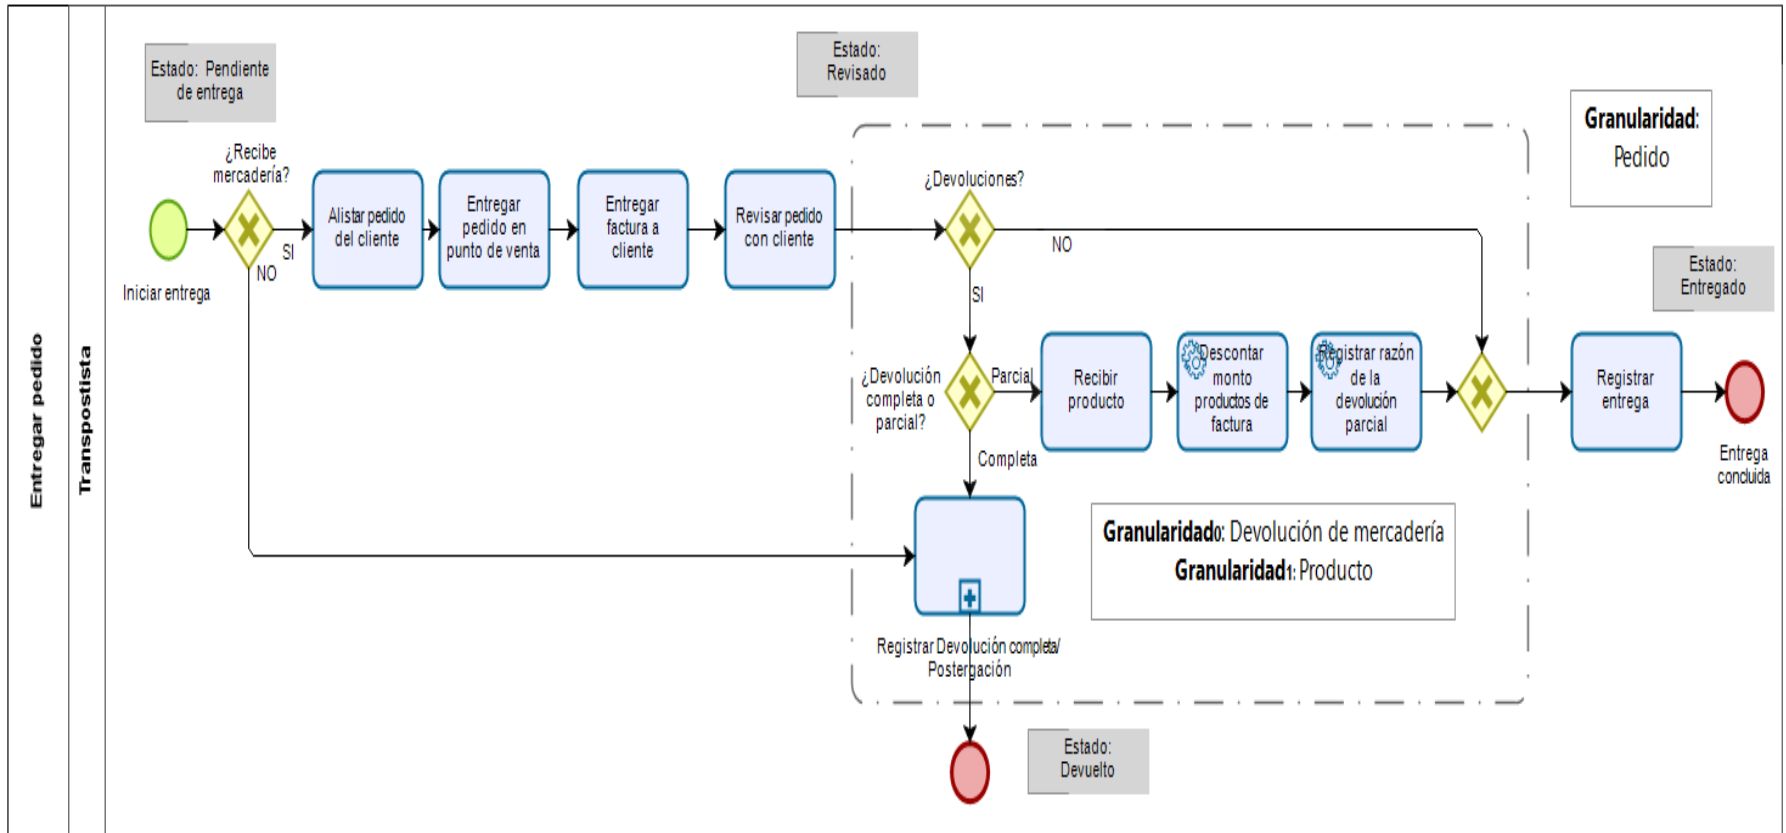 Entregar pedido
Transpostista
Estado: Pendiente
de entrega
¿Recibe
mercadería?
Iniciar entrega
SI
NO
Alistar pedido
del cliente
Entregar
pedido en
punto de venta
Entregar
factura a
cliente
Revisar pedido
con cliente
Estado:
Revisado
¿Devoluciones?
NO
SI
¿Devolución
completa o
parcial?
Parcial
Completa
Recibir
producto
Descontar
monto
productos de
factura
Registrar razón
de la
devolución
parcial
Granularidad:
Pedido
Estado:
Entregado
Registrar
entrega
Entrega
concluida
Granularidad0: Devolución de mercadería
Granularidad1: Producto
Registrar Devolución completa/
Postergación
Estado:
Devuelto